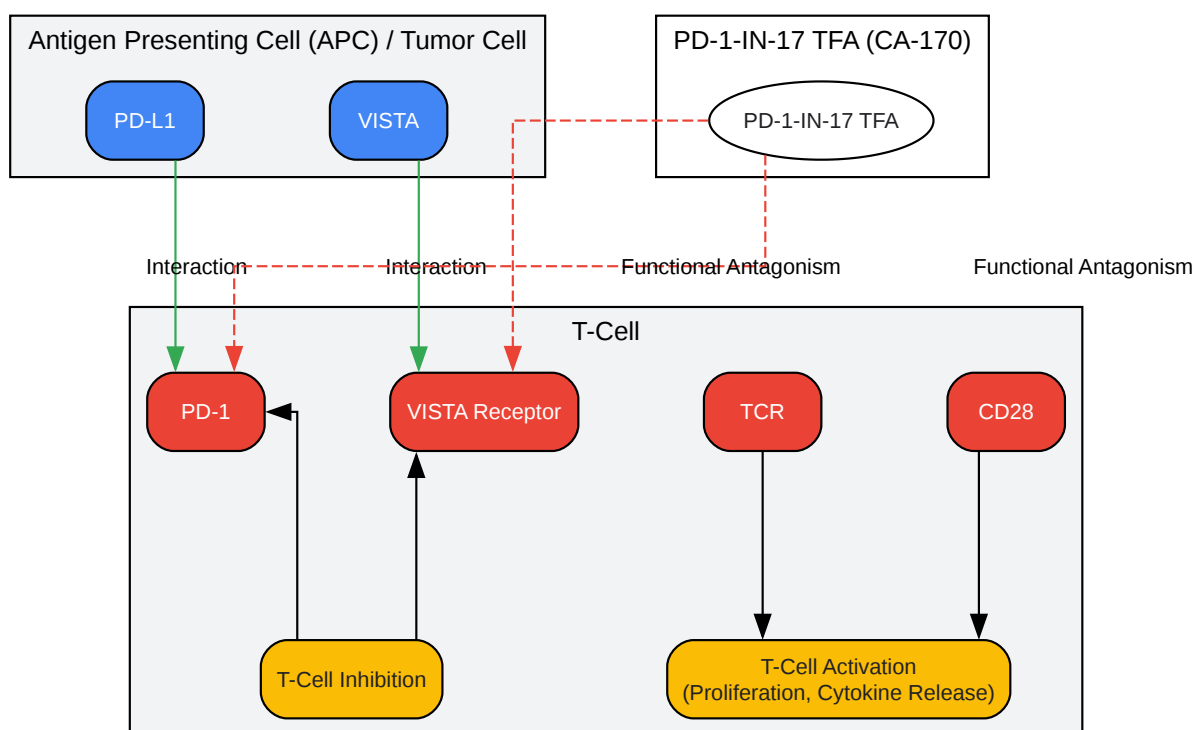 Antigen Presenting Cell (APC) / Tumor Cell
PD-1-IN-17 TFA (CA-170)
PD-L1
VISTA
PD-1-IN-17 TFA
Interaction
Interaction
Functional Antagonism
Functional Antagonism
T-Cell
PD-1
VISTA Receptor
TCR
CD28
T-Cell Inhibition
T-Cell Activation
(Proliferation, Cytokine Release)